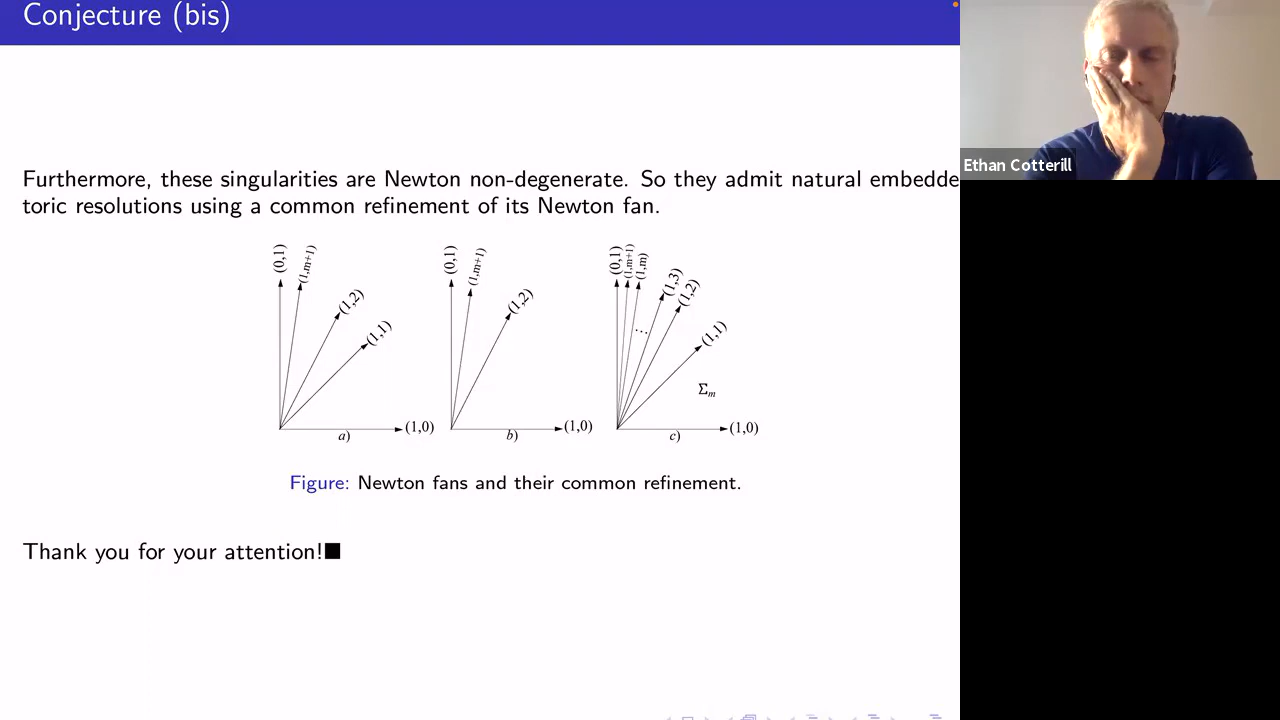 Conjecture (bis)
Ethan Cotterill
Furthermore, these singularities are Newton non-degenerate. So they admit natural embedde
toric resolutions using a common refinement of its Newton fan.
(0,1) (1,m+1) (1,2) (1,1) (1,0) a)
(0,1) (1,m+1) (1,2) (1,0) b)
(0,1) (1,m+1) (1,m) ... (1,3) (1,2) (1,1) Σm (1,0) c)
Figure: Newton fans and their common refinement.
Thank you for your attention!■